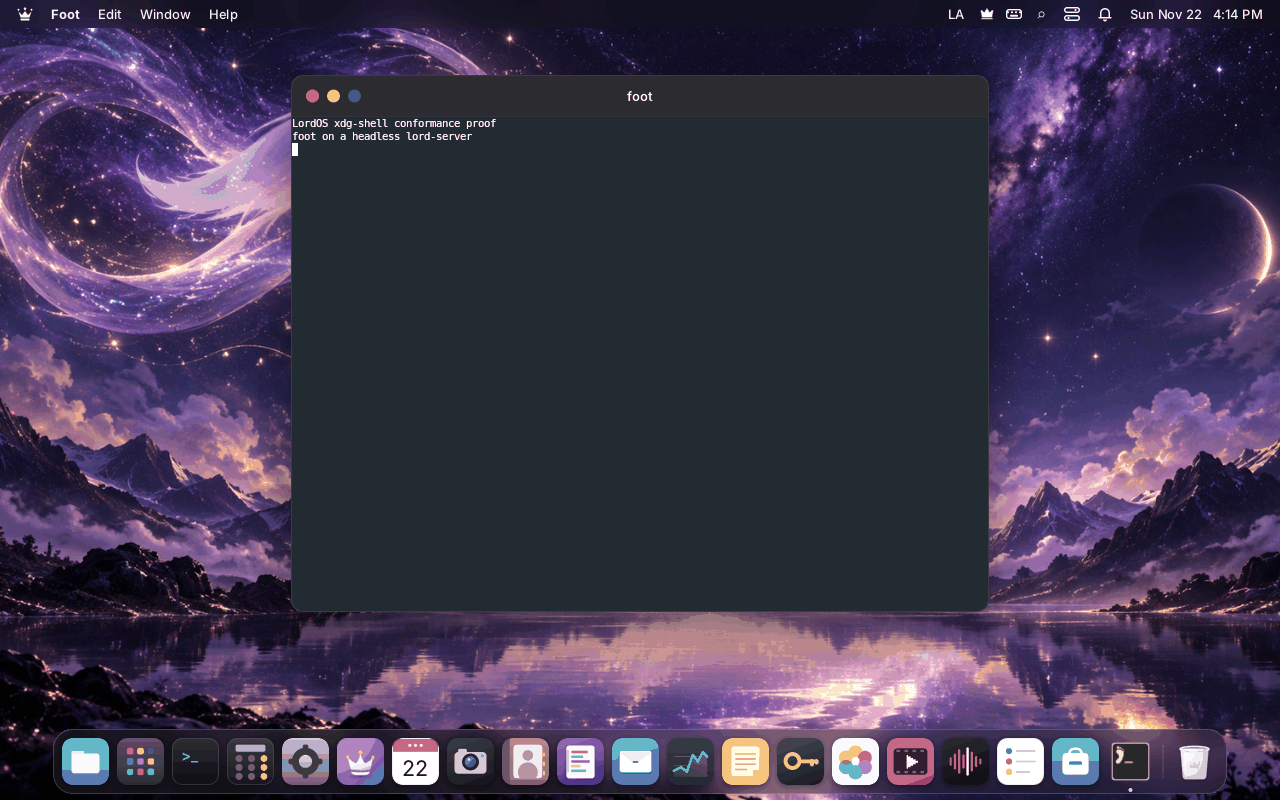 Foot Edit Window Help LA Sun Nov 22 4:14 PM
foot
LordOS xdg-shell conformance proof
foot on a headless lord-server
>_
22